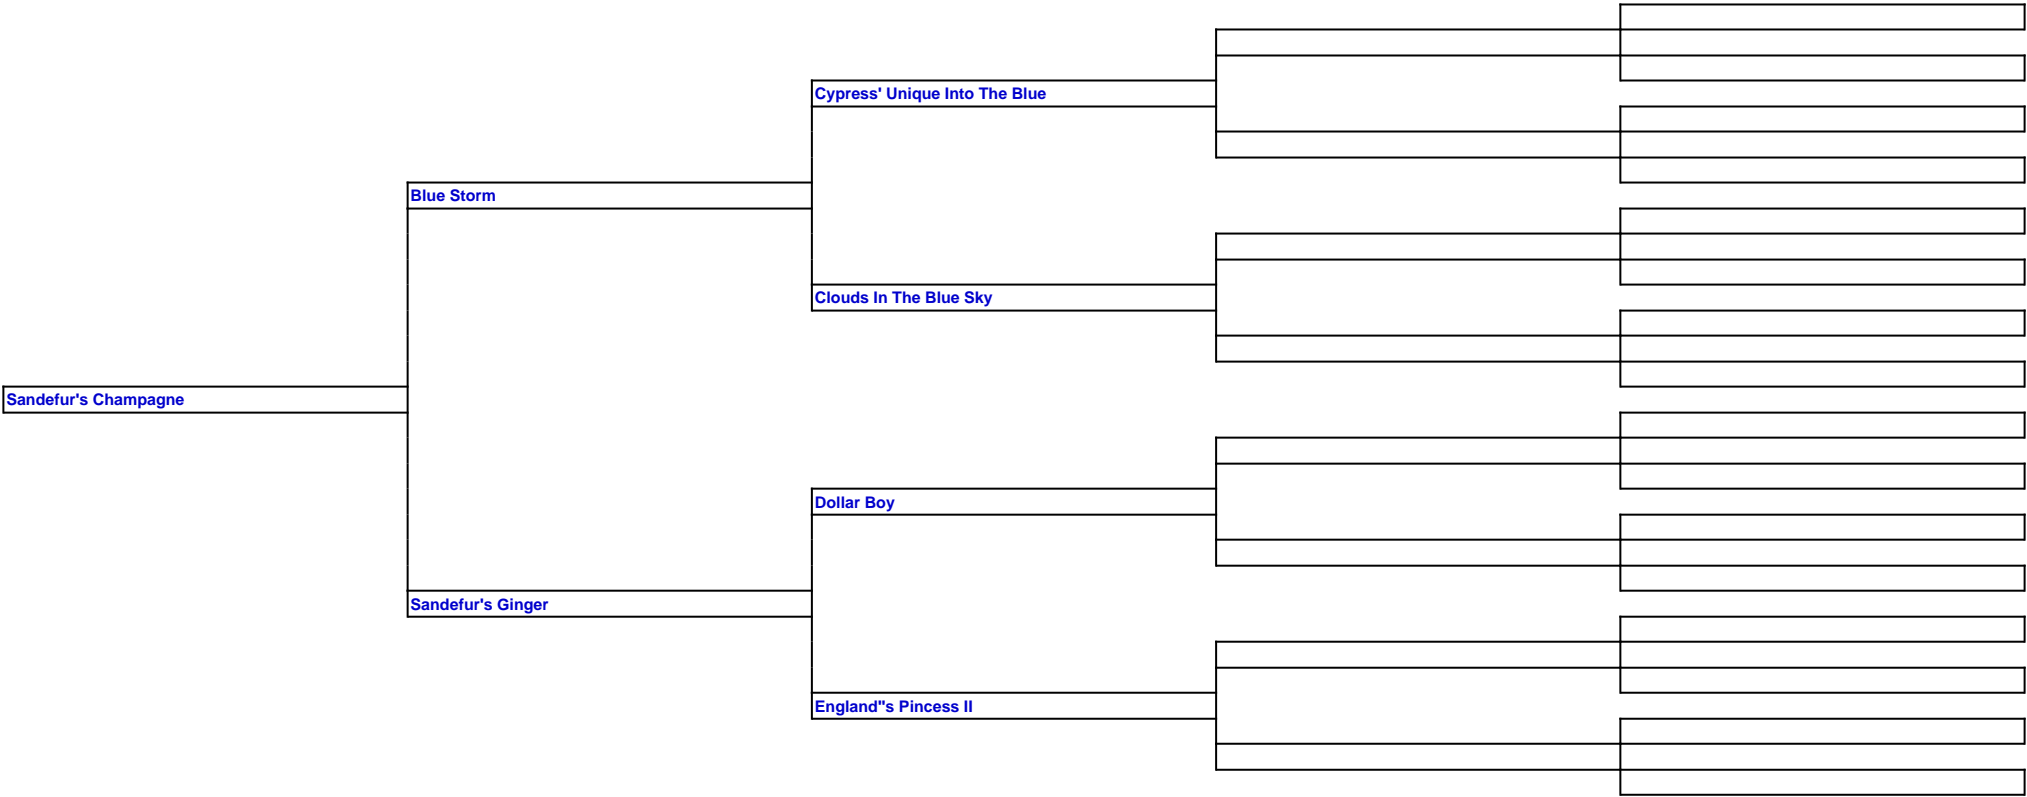 Cypress' Unique Into The Blue
Blue Storm
Clouds In The Blue Sky
Sandefur's Champagne
Dollar Boy
Sandefur's Ginger
England"s Pincess II